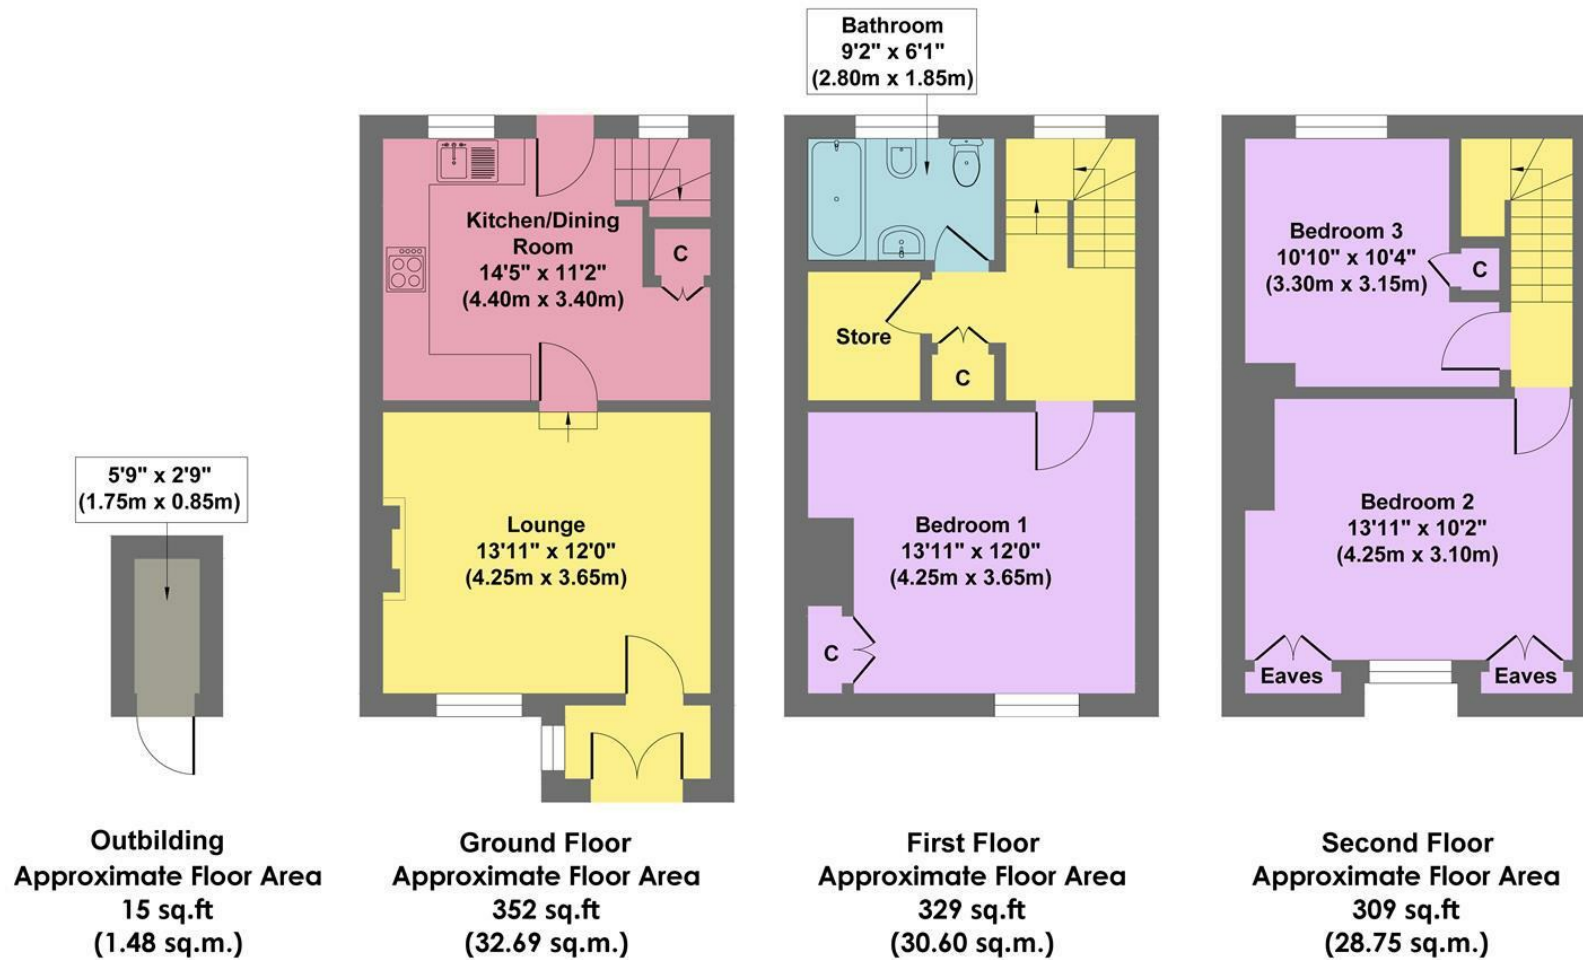 5'9" x 2'9"
(1.75m x 0.85m)
Outbilding
Approximate Floor Area
15 sq.ft
(1.48 sq.m.)
Kitchen/Dining
Room
14'5" x 11'2"
(4.40m x 3.40m)
C
Lounge
13'11" x 12'0"
(4.25m x 3.65m)
Ground Floor
Approximate Floor Area
352 sq.ft
(32.69 sq.m.)
Bathroom
9'2" x 6'1"
(2.80m x 1.85m)
Store
C
Bedroom 1
13'11" x 12'0"
(4.25m x 3.65m)
C
First Floor
Approximate Floor Area
329 sq.ft
(30.60 sq.m.)
Bedroom 3
10'10" x 10'4"
(3.30m x 3.15m)
C
Bedroom 2
13'11" x 10'2"
(4.25m x 3.10m)
Eaves
Eaves
Second Floor
Approximate Floor Area
309 sq.ft
(28.75 sq.m.)